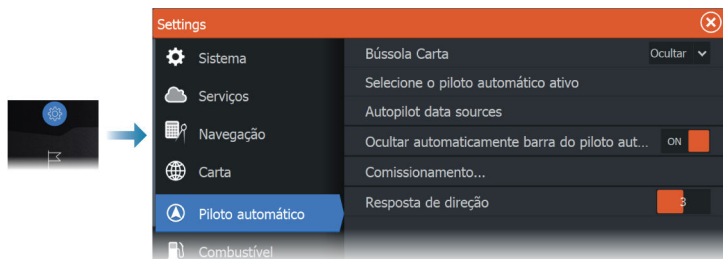 Settings
Sistema
Serviços
Navegação
Carta
Piloto automático
Combustível
Bússola Carta
Ocultar
Selecione o piloto automático ativo
Autopilot data sources
Ocultar automaticamente barra do piloto aut...
ON
Comissionamento...
Resposta de direção
3